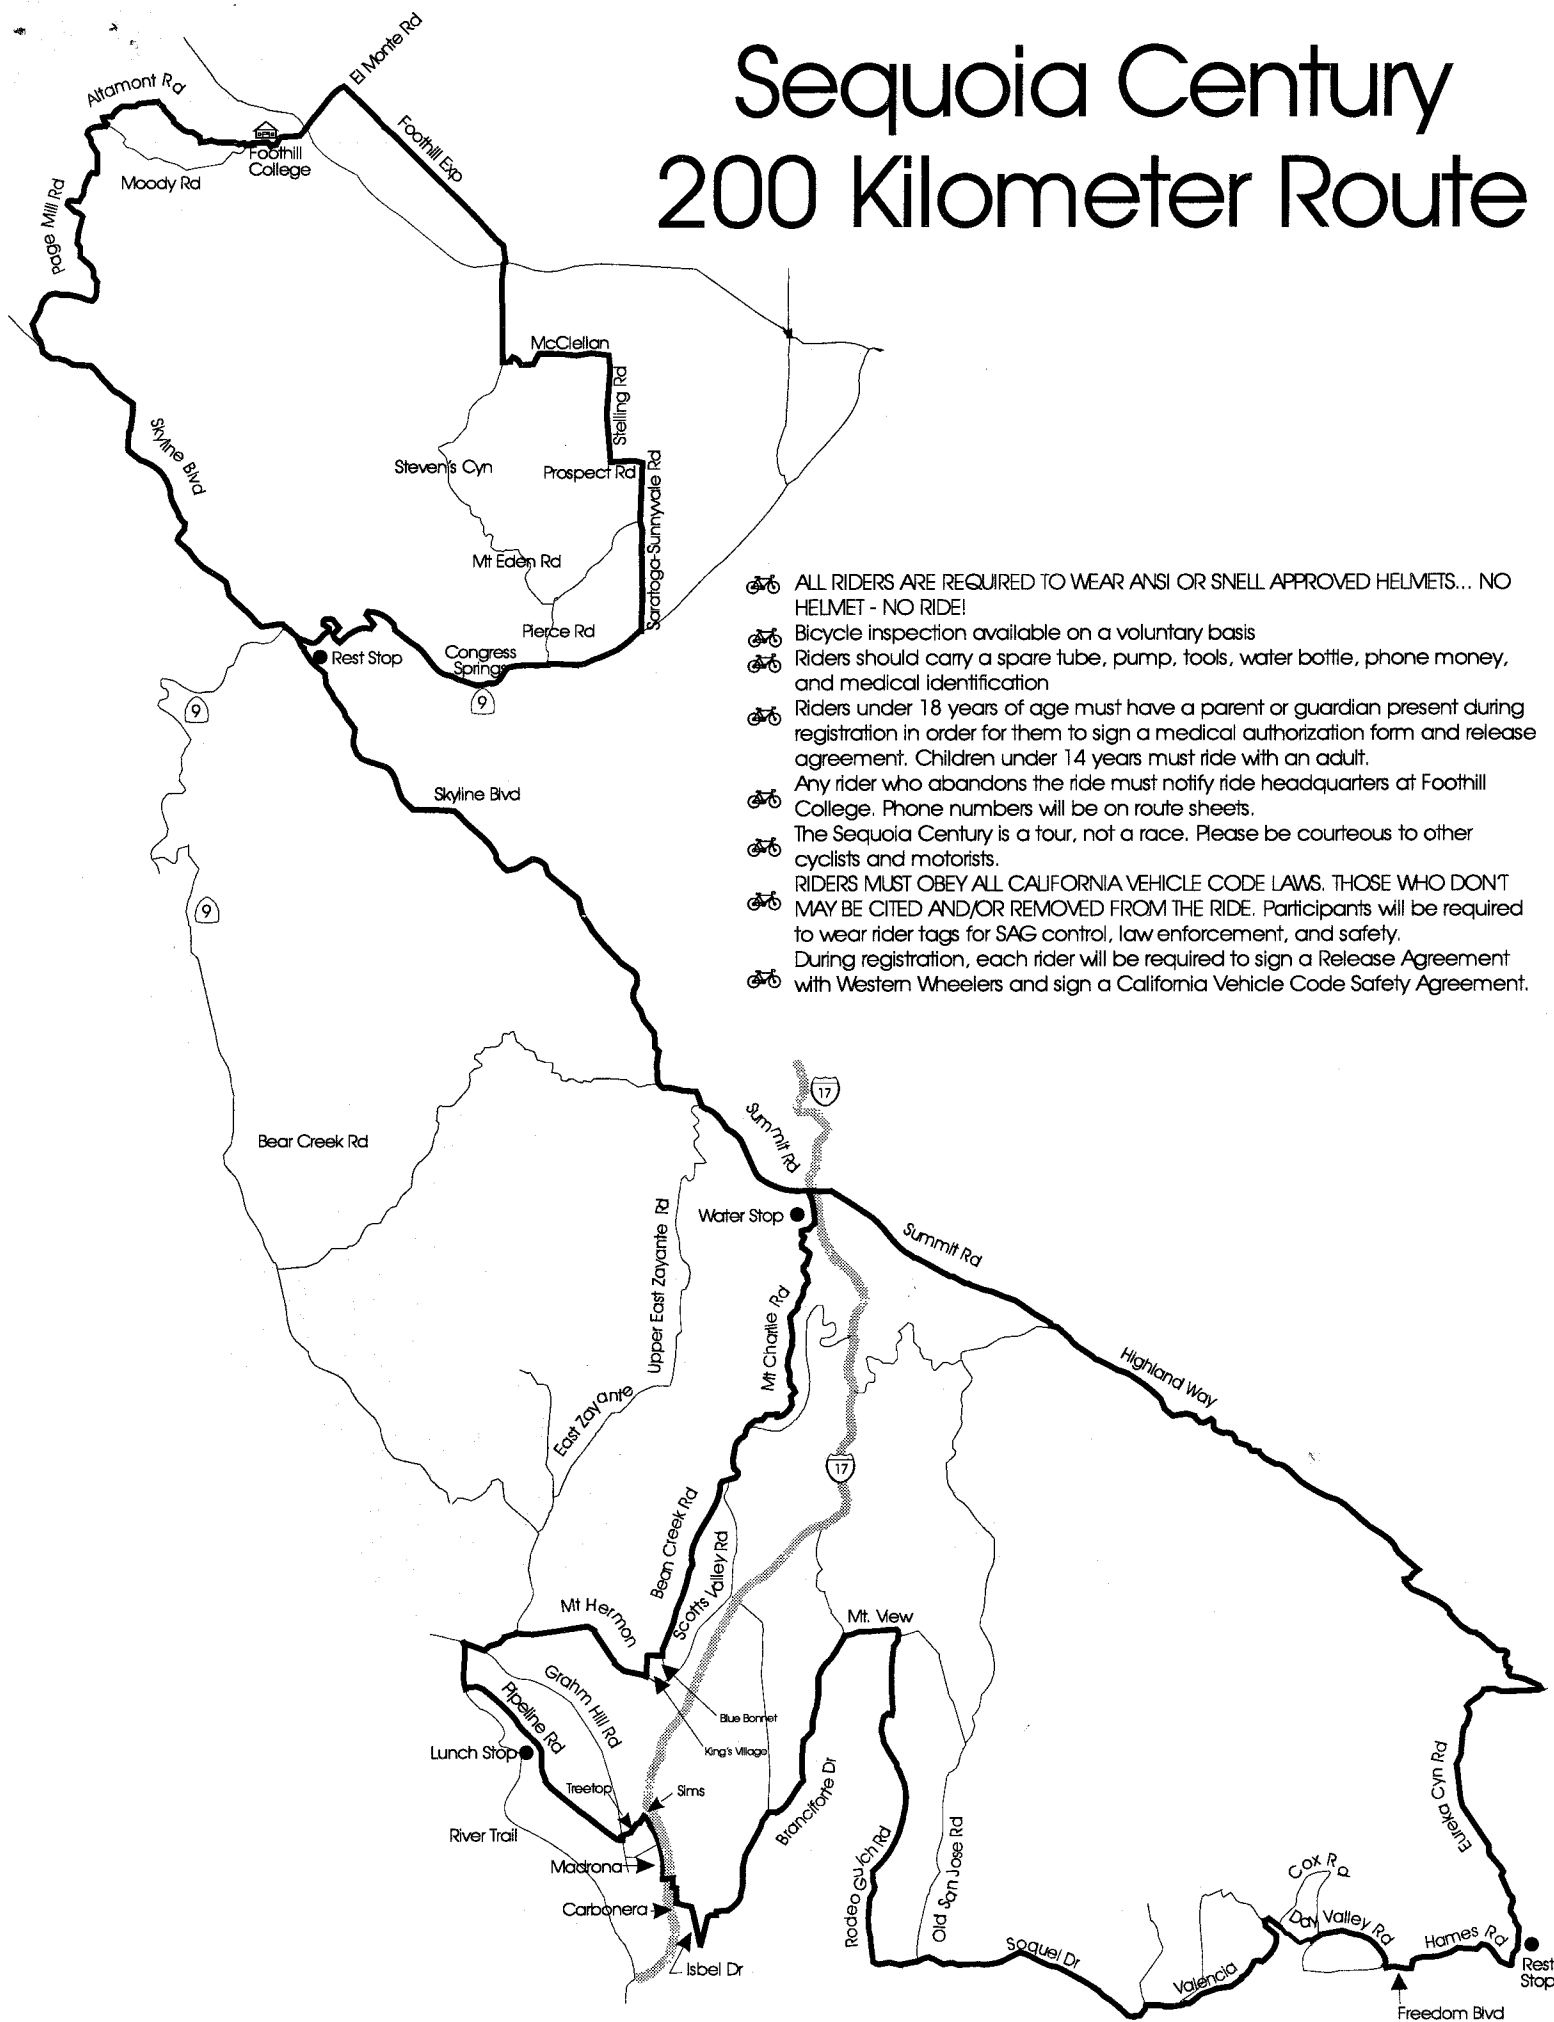 Sequoia Century
200 Kilometer Route
El Monte Rd
Altamont Rd
Foothill Exp
Foothill
College
Moody Rd
Page Mill Rd
McClellan
Stelling Rd
Skyline Blvd
Steven's Cyn
Prospect Rd
Saratoga-Sunnyvale Rd
Mt Eden Rd
Pierce Rd
Congress
Springs
Rest Stop
9
9
Skyline Blvd
9
ALL RIDERS ARE REQUIRED TO WEAR ANSI OR SNELL APPROVED HELMETS... NO
HELMET - NO RIDE!
Bicycle inspection available on a voluntary basis
Riders should carry a spare tube, pump, tools, water bottle, phone money,
and medical identification
Riders under 18 years of age must have a parent or guardian present during
registration in order for them to sign a medical authorization form and release
agreement. Children under 14 years must ride with an adult.
Any rider who abandons the ride must notify ride headquarters at Foothill
College. Phone numbers will be on route sheets.
The Sequoia Century is a tour, not a race. Please be courteous to other
cyclists and motorists.
RIDERS MUST OBEY ALL CALIFORNIA VEHICLE CODE LAWS. THOSE WHO DON'T
MAY BE CITED AND/OR REMOVED FROM THE RIDE. Participants will be required
to wear rider tags for SAG control, law enforcement, and safety.
During registration, each rider will be required to sign a Release Agreement
with Western Wheelers and sign a California Vehicle Code Safety Agreement.
17
Summit Rd
Bear Creek Rd
Water Stop
Summit Rd
Upper East Zayante Rd
Mt Charlie Rd
Highland Way
East Zayante
17
Bean Creek Rd
Scotts Valley Rd
Mt Hermon
Mt. View
Grahm Hill Rd
Pipeline Rd
Blue Bonnet
King's Village
Lunch Stop
Treetop
Sims
Branciforte Dr
Eureka Cyn Rd
River Trail
Madrona
Rodeo Gulch Rd
Old San Jose Rd
Cox Rd
Carbonera
Day Valley Rd
Hames Rd
Soquel Dr
Isbel Dr
Valencia
Rest
Stop
Freedom Blvd